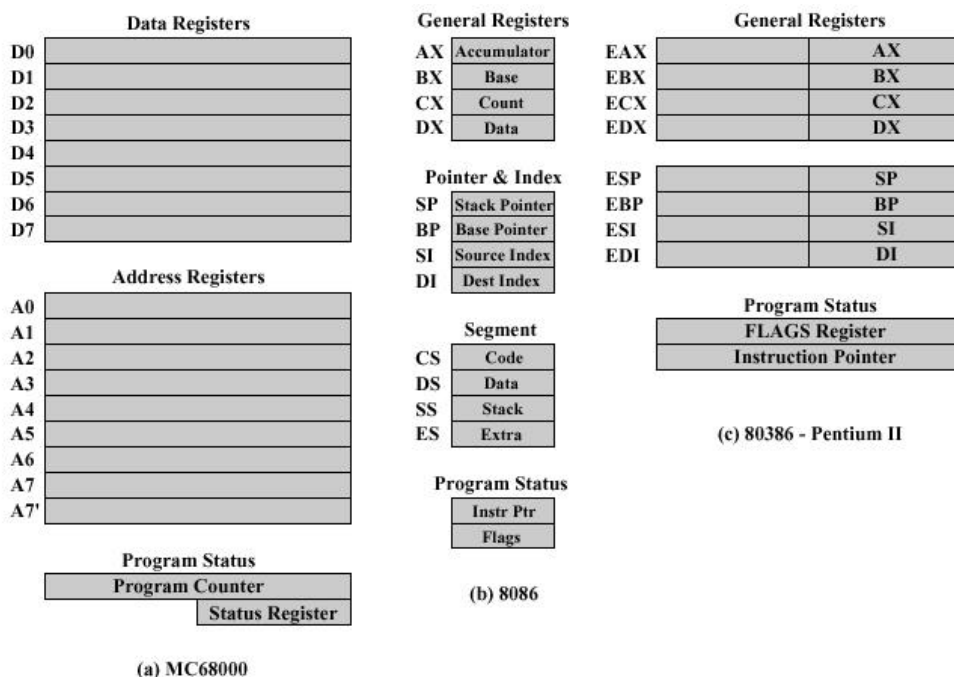 Data Registers
D0
D1
D2
D3
D4
D5
D6
D7
Address Registers
A0
A1
A2
A3
A4
A5
A6
A7
A7'
Program Status
Program Counter
Status Register
(a) MC68000
General Registers
AX Accumulator
BX Base
CX Count
DX Data
Pointer & Index
SP Stack Pointer
BP Base Pointer
SI Source Index
DI Dest Index
Segment
CS Code
DS Data
SS Stack
ES Extra
Program Status
Instr Ptr
Flags
(b) 8086
General Registers
EAX AX
EBX BX
ECX CX
EDX DX
ESP SP
EBP BP
ESI SI
EDI DI
Program Status
FLAGS Register
Instruction Pointer
(c) 80386 - Pentium II